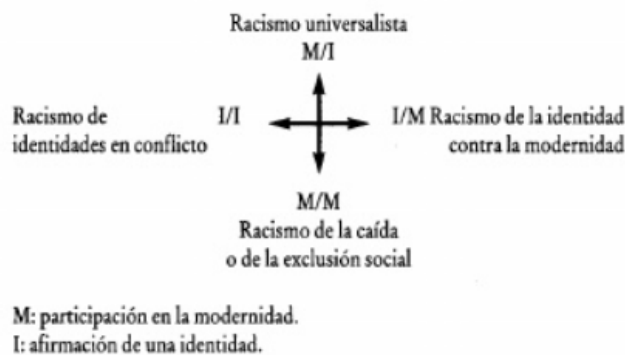 Racismo universalista
M/I
Racismo de
identidades en conflicto
I/I
I/M Racismo de la identidad
contra la modernidad
M/M
Racismo de la caída
o de la exclusión social
M: participación en la modernidad.
I: afirmación de una identidad.